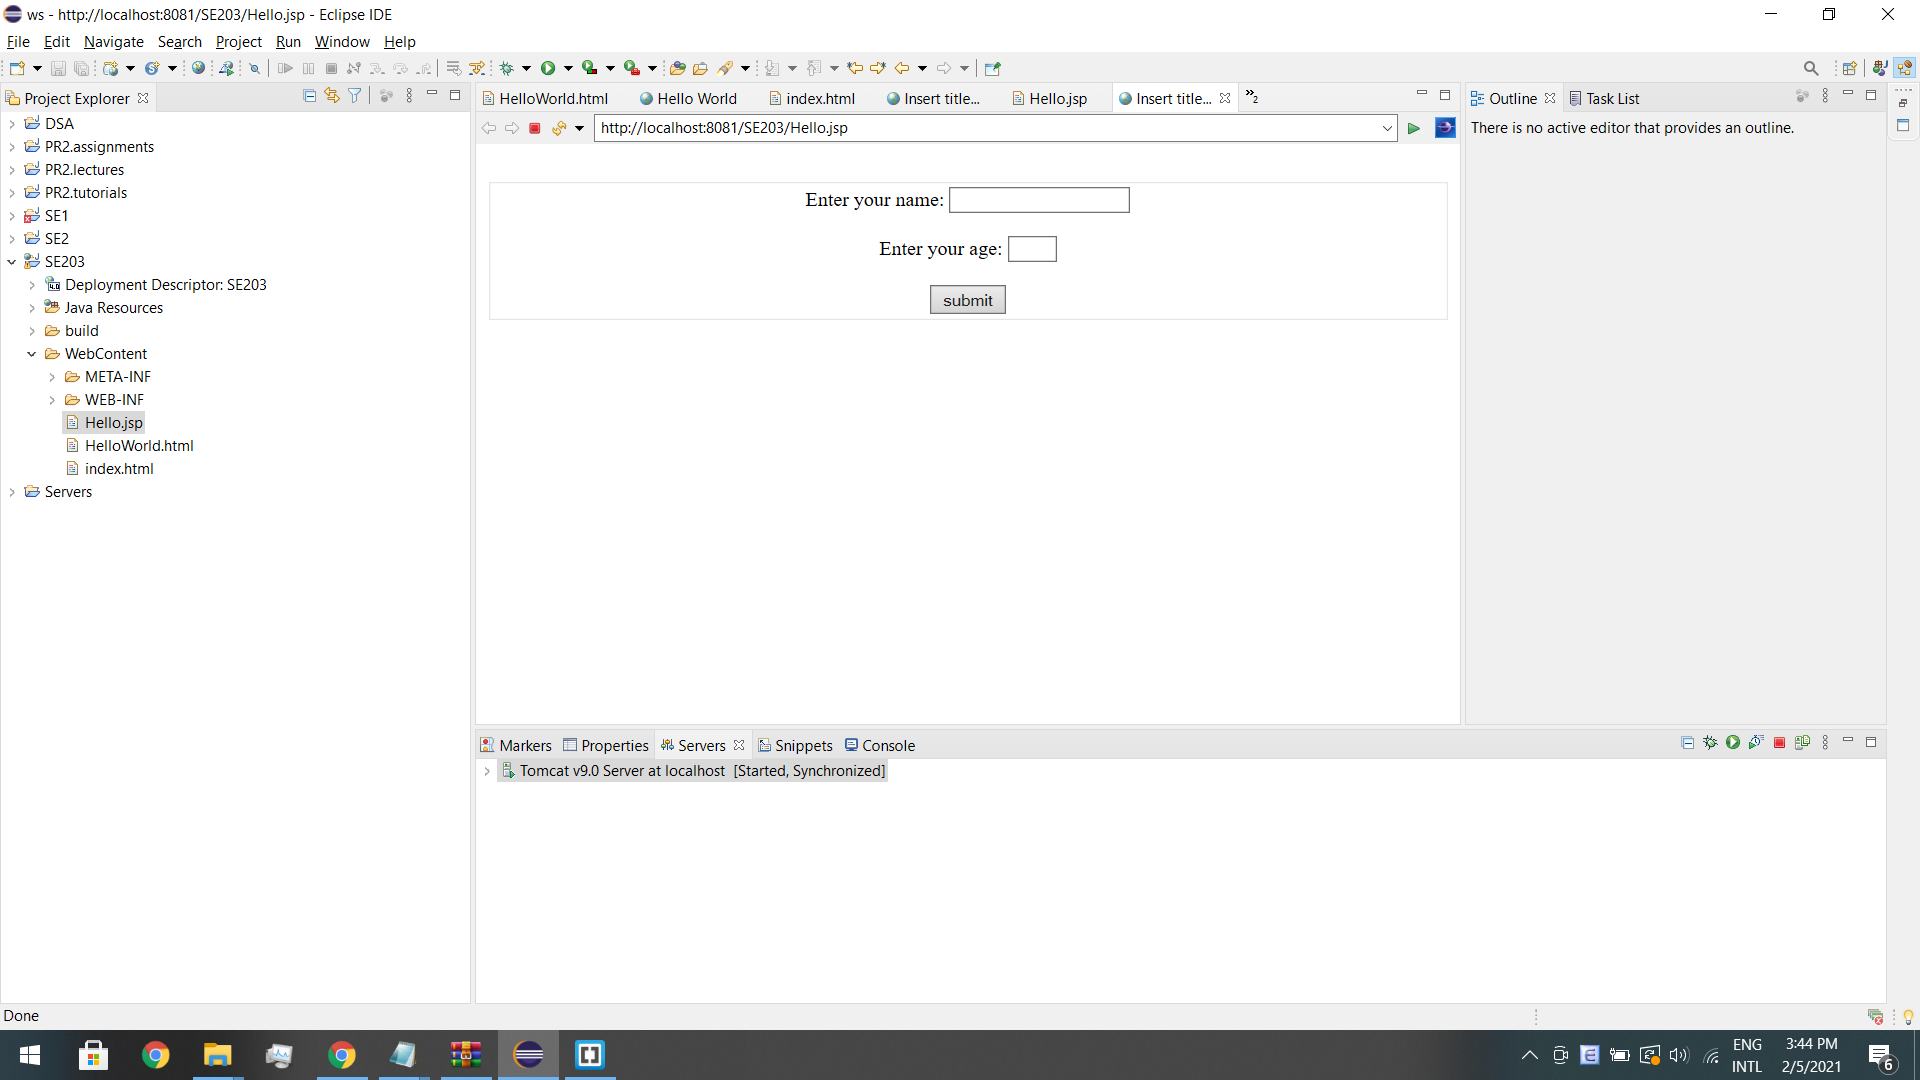 ws - http://localhost:8081/SE203/Hello.jsp - Eclipse IDE
File Edit Navigate Search Project Run Window Help
Project Explorer
HelloWorld.html Hello World index.html Insert title... Hello.jsp Insert title... »2
Outline Task List
http://localhost:8081/SE203/Hello.jsp
There is no active editor that provides an outline.
DSA
PR2.assignments
PR2.lectures
PR2.tutorials
SE1
SE2
SE203
Deployment Descriptor: SE203
Java Resources
build
WebContent
META-INF
WEB-INF
Hello.jsp
HelloWorld.html
index.html
Servers
Enter your name:
Enter your age:
submit
Markers Properties Servers Snippets Console
Tomcat v9.0 Server at localhost [Started, Synchronized]
Done
ENG
INTL
3:44 PM
2/5/2021
6